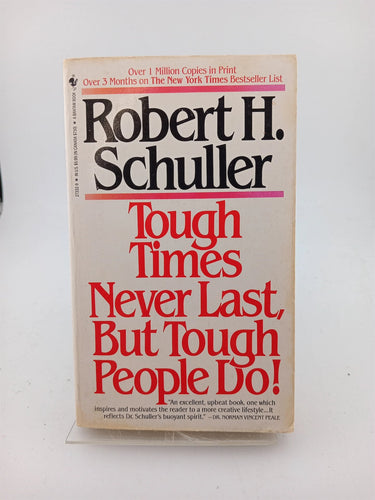 Over 1 Million Copies in Print
Over 3 Months on The New York Times Bestseller List
Robert H.
Schuller
Tough
Times
Never Last,
But Tough
People Do!
"An excellent, upbeat book, one which
inspires and motivates the reader to a more creative lifestyle...It
reflects Dr. Schuller's buoyant spirit." —DR. NORMAN VINCENT PEALE
A BANTAM BOOK